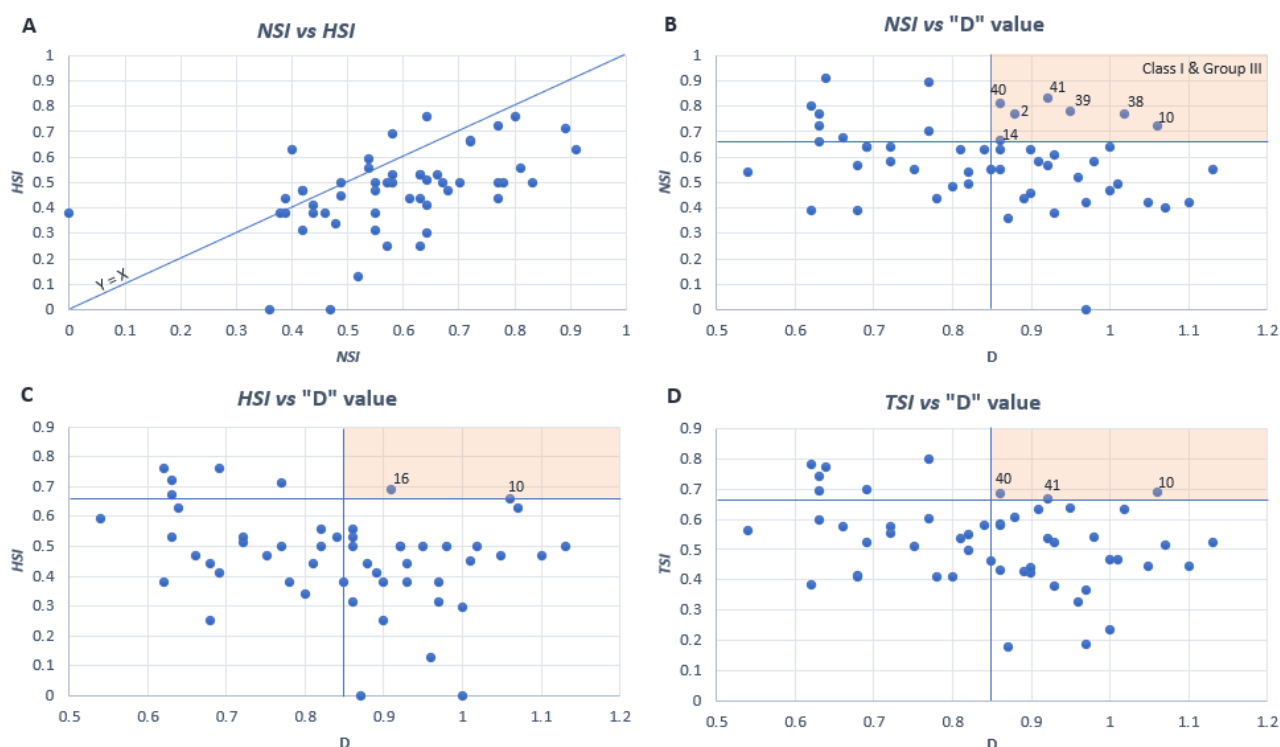 A
NSI vs HSI
1
0.9
0.8
0.7
0.6
0.5
0.4
0.3
0.2
0.1
0
HSI
Y = X
0 0.1 0.2 0.3 0.4 0.5 0.6 0.7 0.8 0.9 1
NSI
B
NSI vs "D" value
1
0.9
0.8
0.7
0.6
0.5
0.4
0.3
0.2
0.1
0
NSI
Class I & Group III
40
2
41
39
38
10
14
0.5 0.6 0.7 0.8 0.9 1 1.1 1.2
D
C
HSI vs "D" value
0.9
0.8
0.7
0.6
0.5
0.4
0.3
0.2
0.1
0
HSI
16
10
0.5 0.6 0.7 0.8 0.9 1 1.1 1.2
D
D
TSI vs "D" value
0.9
0.8
0.7
0.6
0.5
0.4
0.3
0.2
0.1
0
TSI
40
41
10
0.5 0.6 0.7 0.8 0.9 1 1.1 1.2
D